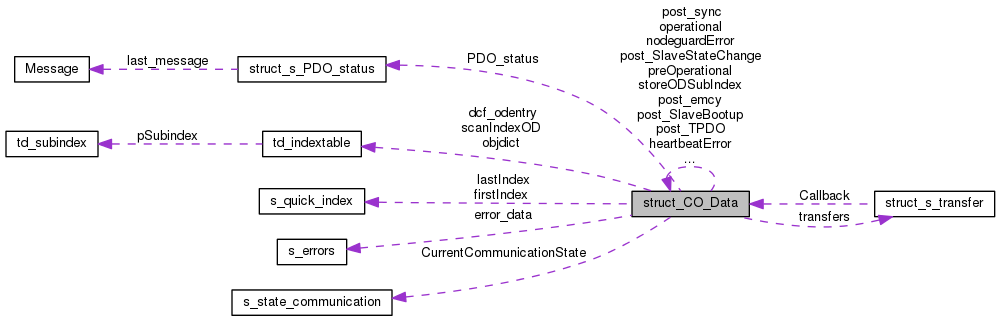 post_sync
operational
nodeguardError
post_SlaveStateChange
preOperational
storeODSubIndex
post_emcy
post_SlaveBootup
post_TPDO
heartbeatError
...
Message
last_message
struct_s_PDO_status
PDO_status
td_subindex
pSubindex
td_indextable
dcf_odentry
scanIndexOD
objdict
s_quick_index
lastIndex
firstIndex
struct_CO_Data
Callback
transfers
struct_s_transfer
s_errors
error_data
s_state_communication
CurrentCommunicationState